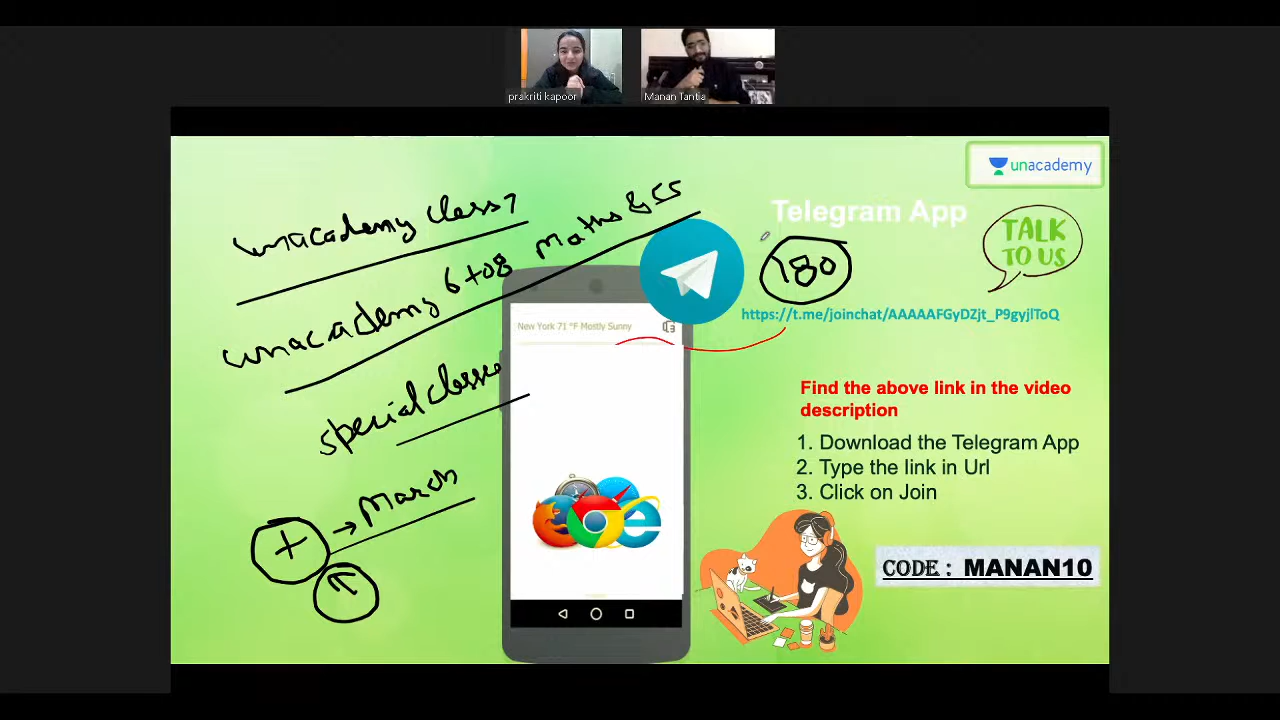 prakriti kapoor
Manan Tantia
unacademy
Telegram App
TALK
TO US
unacademy class 7
unacademy 6 to 8 Maths & CS
special classes
+ → March
180
New York 71 °F Mostly Sunny
https://t.me/joinchat/AAAAAFGyDZjt_P9gyjlToQ
Find the above link in the video
description
1. Download the Telegram App
2. Type the link in Url
3. Click on Join
CODE : MANAN10